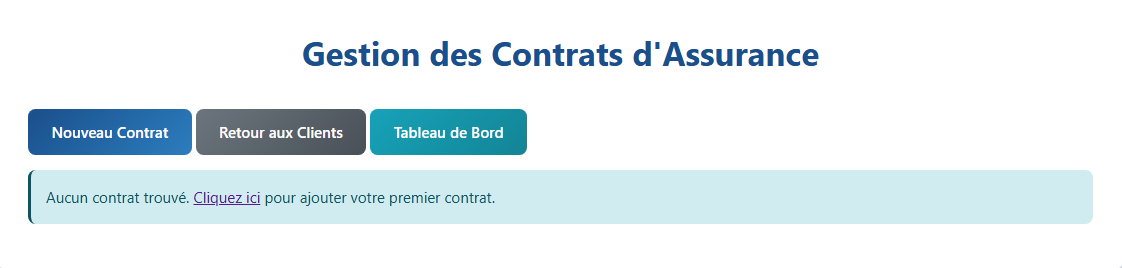 Gestion des Contrats d'Assurance
Nouveau Contrat Retour aux Clients Tableau de Bord
Aucun contrat trouvé. Cliquez ici pour ajouter votre premier contrat.